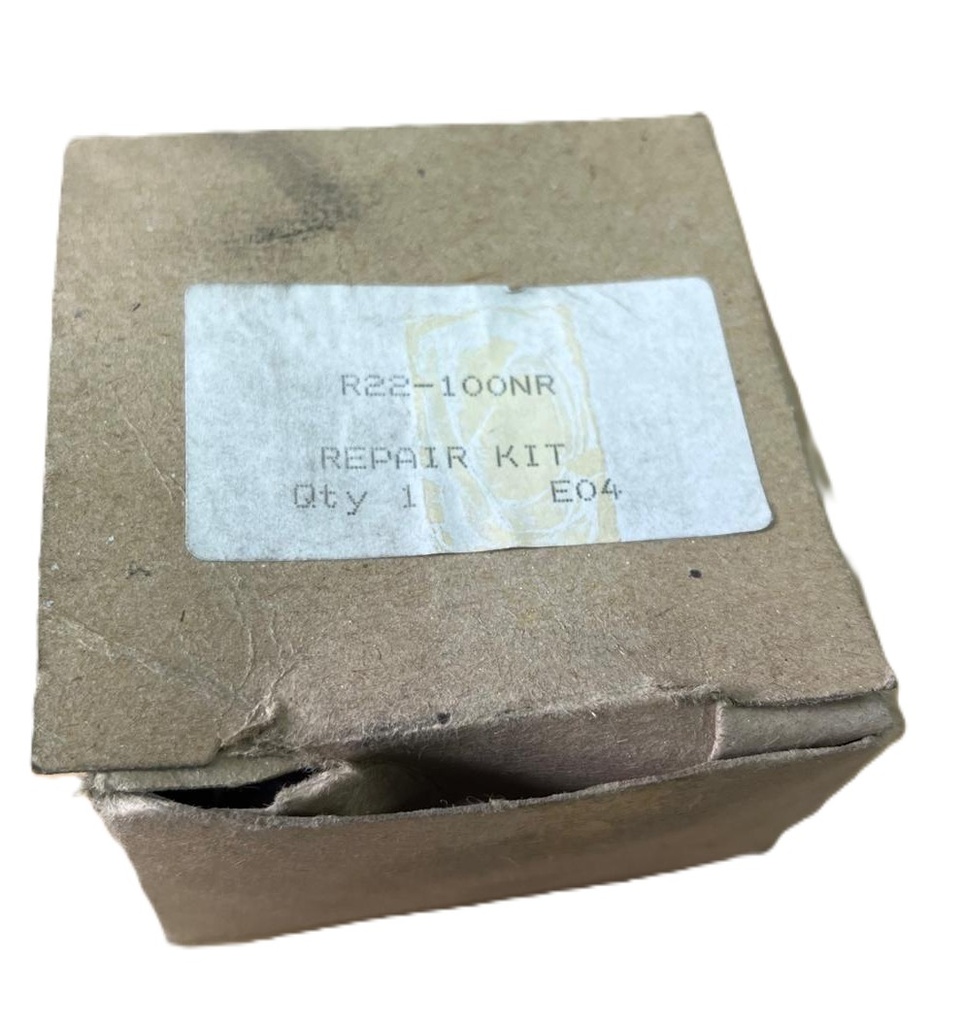 R22-100NR
REPAIR KIT
Qty 1 E04